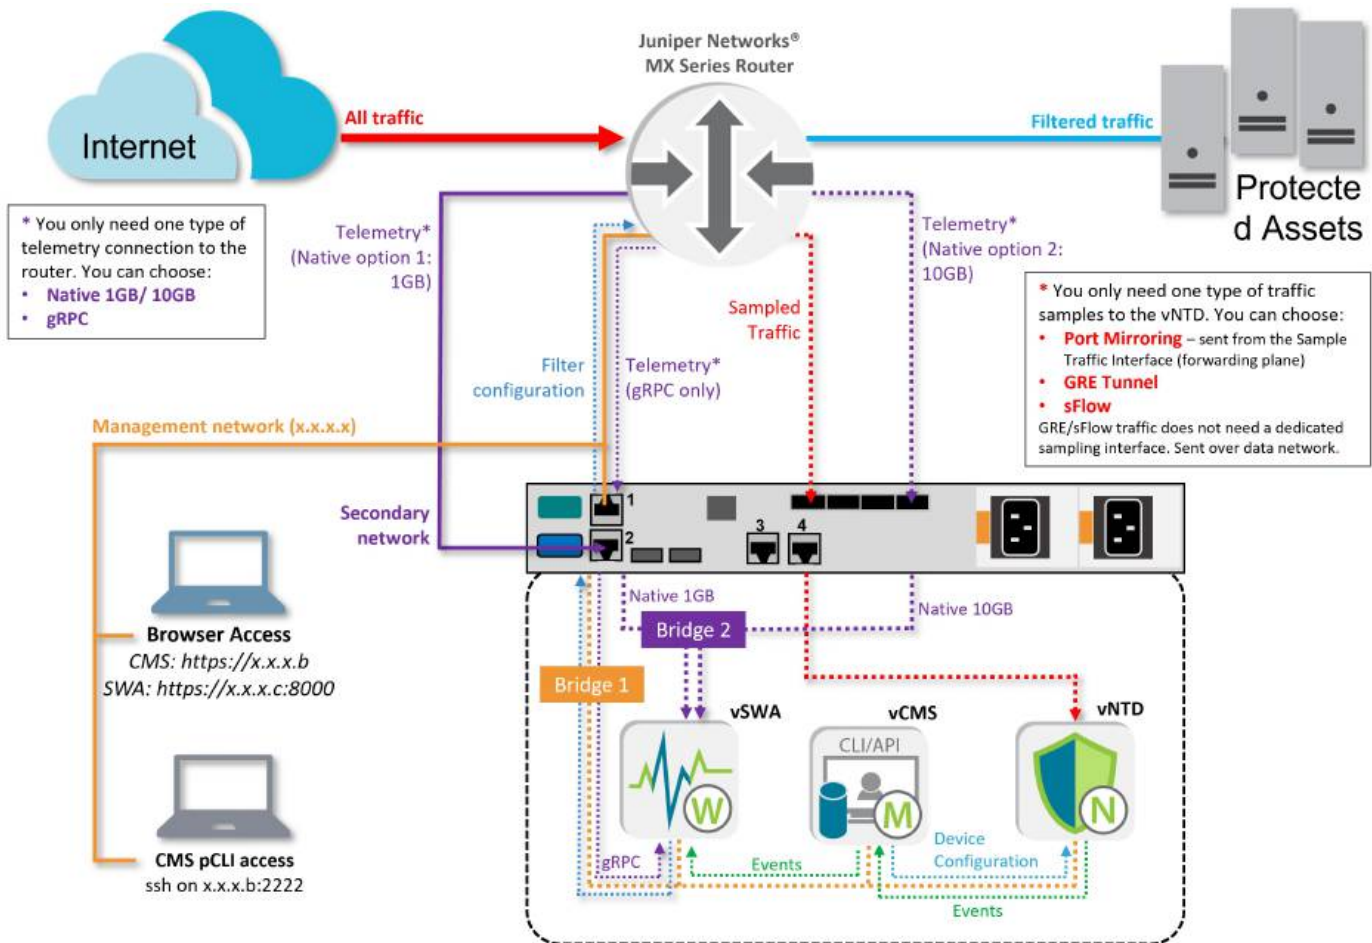 Juniper Networks®
MX Series Router
All traffic
Filtered traffic
Internet
Protecte
d Assets
* You only need one type of
telemetry connection to the
router. You can choose:
• Native 1GB/ 10GB
• gRPC
Telemetry*
(Native option 1:
1GB)
Telemetry*
(Native option 2:
10GB)
* You only need one type of traffic
samples to the vNTD. You can choose:
• Port Mirroring – sent from the Sample
Traffic Interface (forwarding plane)
• GRE Tunnel
• sFlow
GRE/sFlow traffic does not need a dedicated
sampling interface. Sent over data network.
Sampled
Traffic
Filter
configuration
Telemetry*
(gRPC only)
Management network (x.x.x.x)
Secondary
network
1
2
3
4
Native 1GB
Native 10GB
Bridge 2
Bridge 1
Browser Access
CMS: https://x.x.x.b
SWA: https://x.x.x.c:8000
vSWA
vCMS
vNTD
CLI/API
W
M
N
CMS pCLI access
ssh on x.x.x.b:2222
gRPC
Events
Device
Configuration
Events